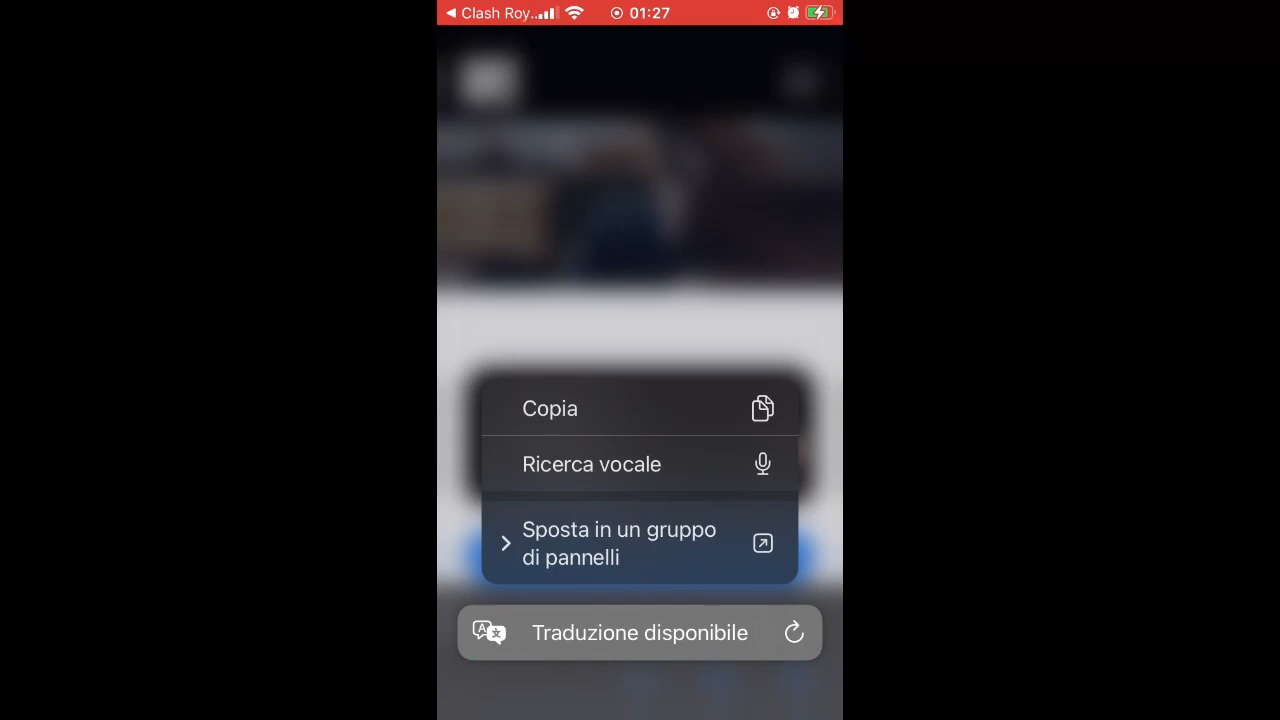 Clash Roy.. 01:27
Copia
Ricerca vocale
Sposta in un gruppo
di pannelli
Traduzione disponibile